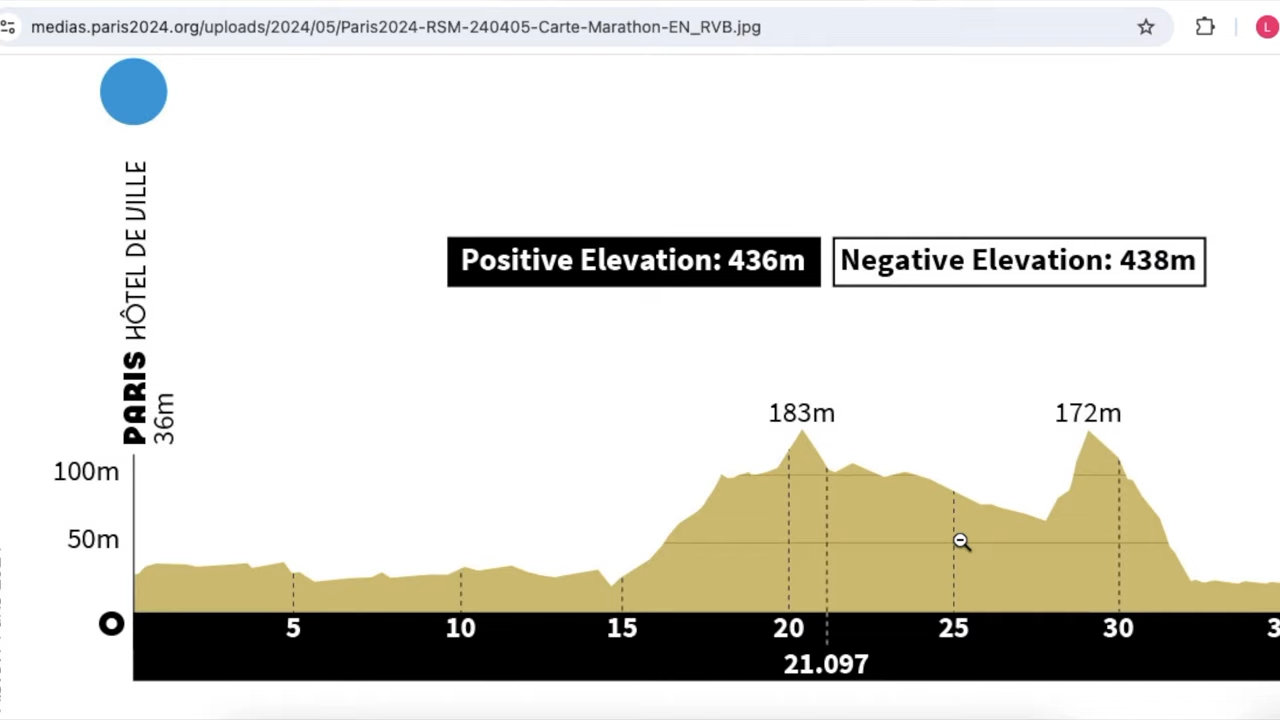 medias.paris2024.org/uploads/2024/05/Paris2024-RSM-240405-Carte-Marathon-EN_RVB.jpg
L
PARIS HÔTEL DE VILLE
36m
Positive Elevation: 436m
Negative Elevation: 438m
183m
172m
100m
50m
0
5
10
15
20
25
30
21.097